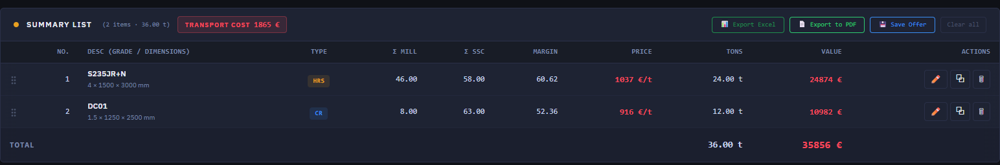 SUMMARY LIST (2 items · 36.00 t) TRANSPORT COST 1865 € Export Excel Export to PDF Save Offer Clear all
NO. DESC (GRADE / DIMENSIONS) TYPE Σ MILL Σ SSC MARGIN PRICE TONS VALUE ACTIONS
1 S235JR+N HRS 46.00 58.00 60.62 1037 €/t 24.00 t 24874 €
4 × 1500 × 3000 mm
2 DC01 CR 8.00 63.00 52.36 916 €/t 12.00 t 10982 €
1.5 × 1250 × 2500 mm
TOTAL 36.00 t 35856 €